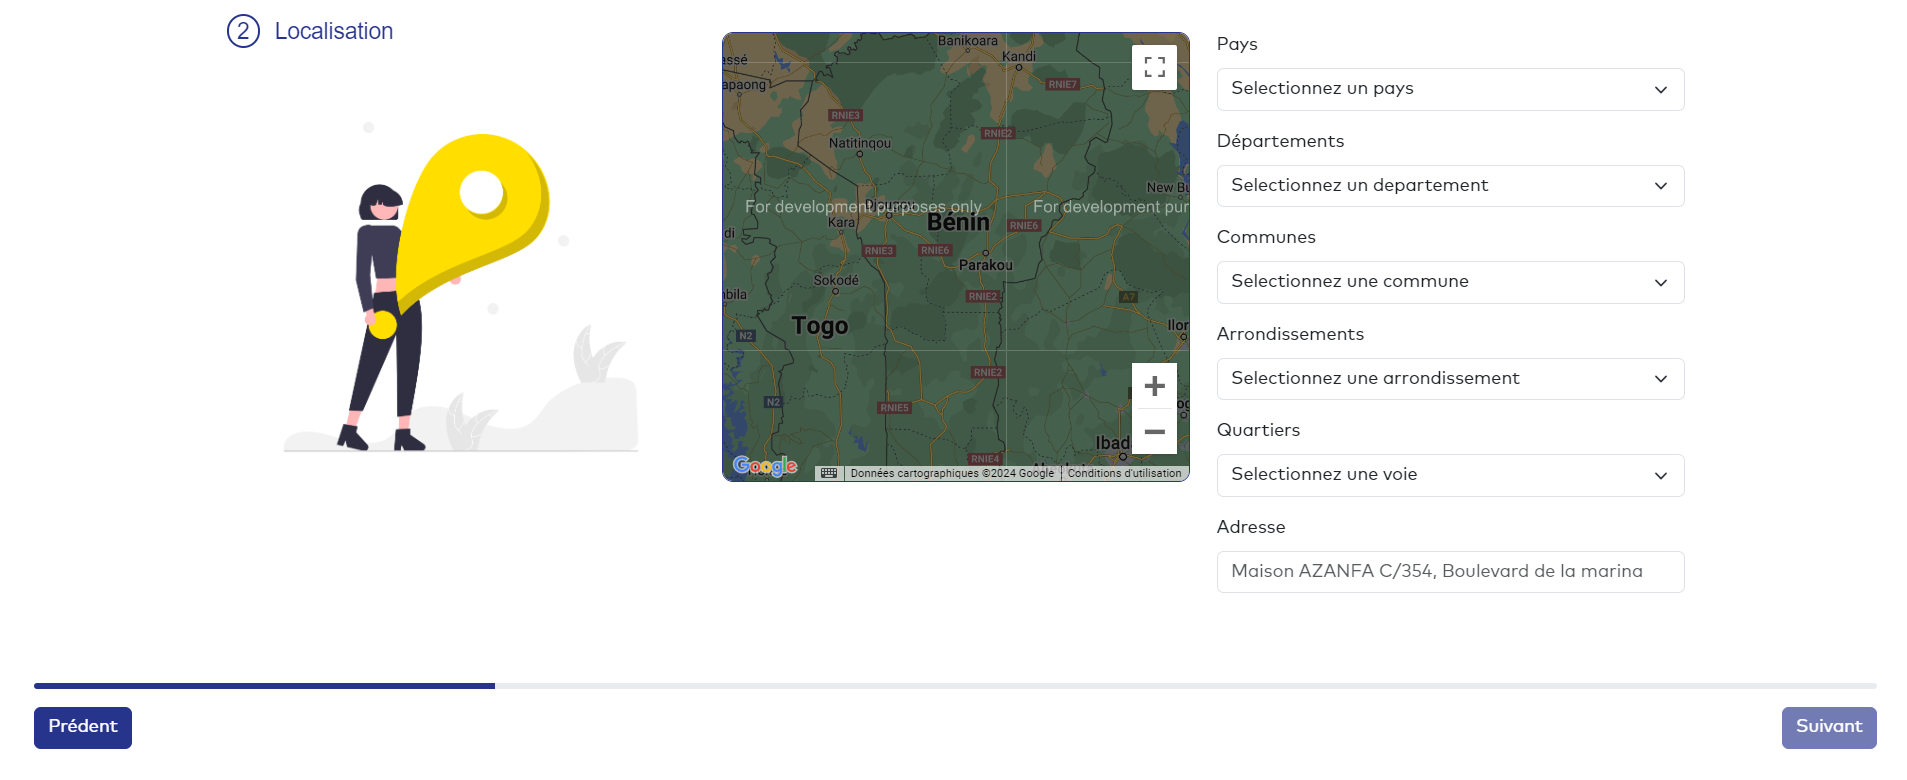 2 Localisation
Banikoara
Kandi
assé
apaong
RNIE7
RNIE3
RNIE2
Natitingou
New Bu
For development purposes only
For development pur
Djougou
Kara
Bénin
RNIE6
di
RNIE3
RNIE6
Parakou
Sokodé
bila
RNIE2
A7
Togo
Ilor
N2
RNIE2
N2
RNIE5
Ibad
RNIE4
Google
Données cartographiques ©2024 Google
Conditions d'utilisation
Pays
Selectionnez un pays
Départements
Selectionnez un departement
Communes
Selectionnez une commune
Arrondissements
Selectionnez une arrondissement
Quartiers
Selectionnez une voie
Adresse
Maison AZANFA C/354, Boulevard de la marina
Prédent
Suivant